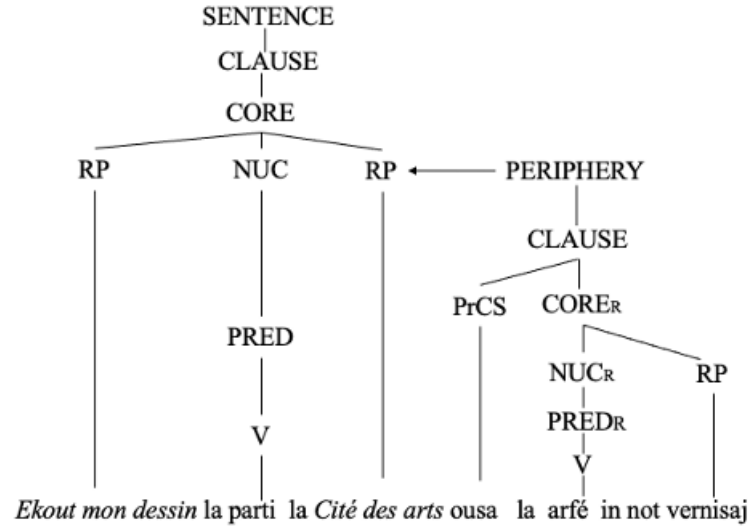 SENTENCE
CLAUSE
CORE
RP NUC RP PERIPHERY
CLAUSE
PrCS CORER
PRED
NUCR RP
PREDR
V
V
Ekout mon dessin la parti la Cité des arts ousa la arfé in not vernisaj